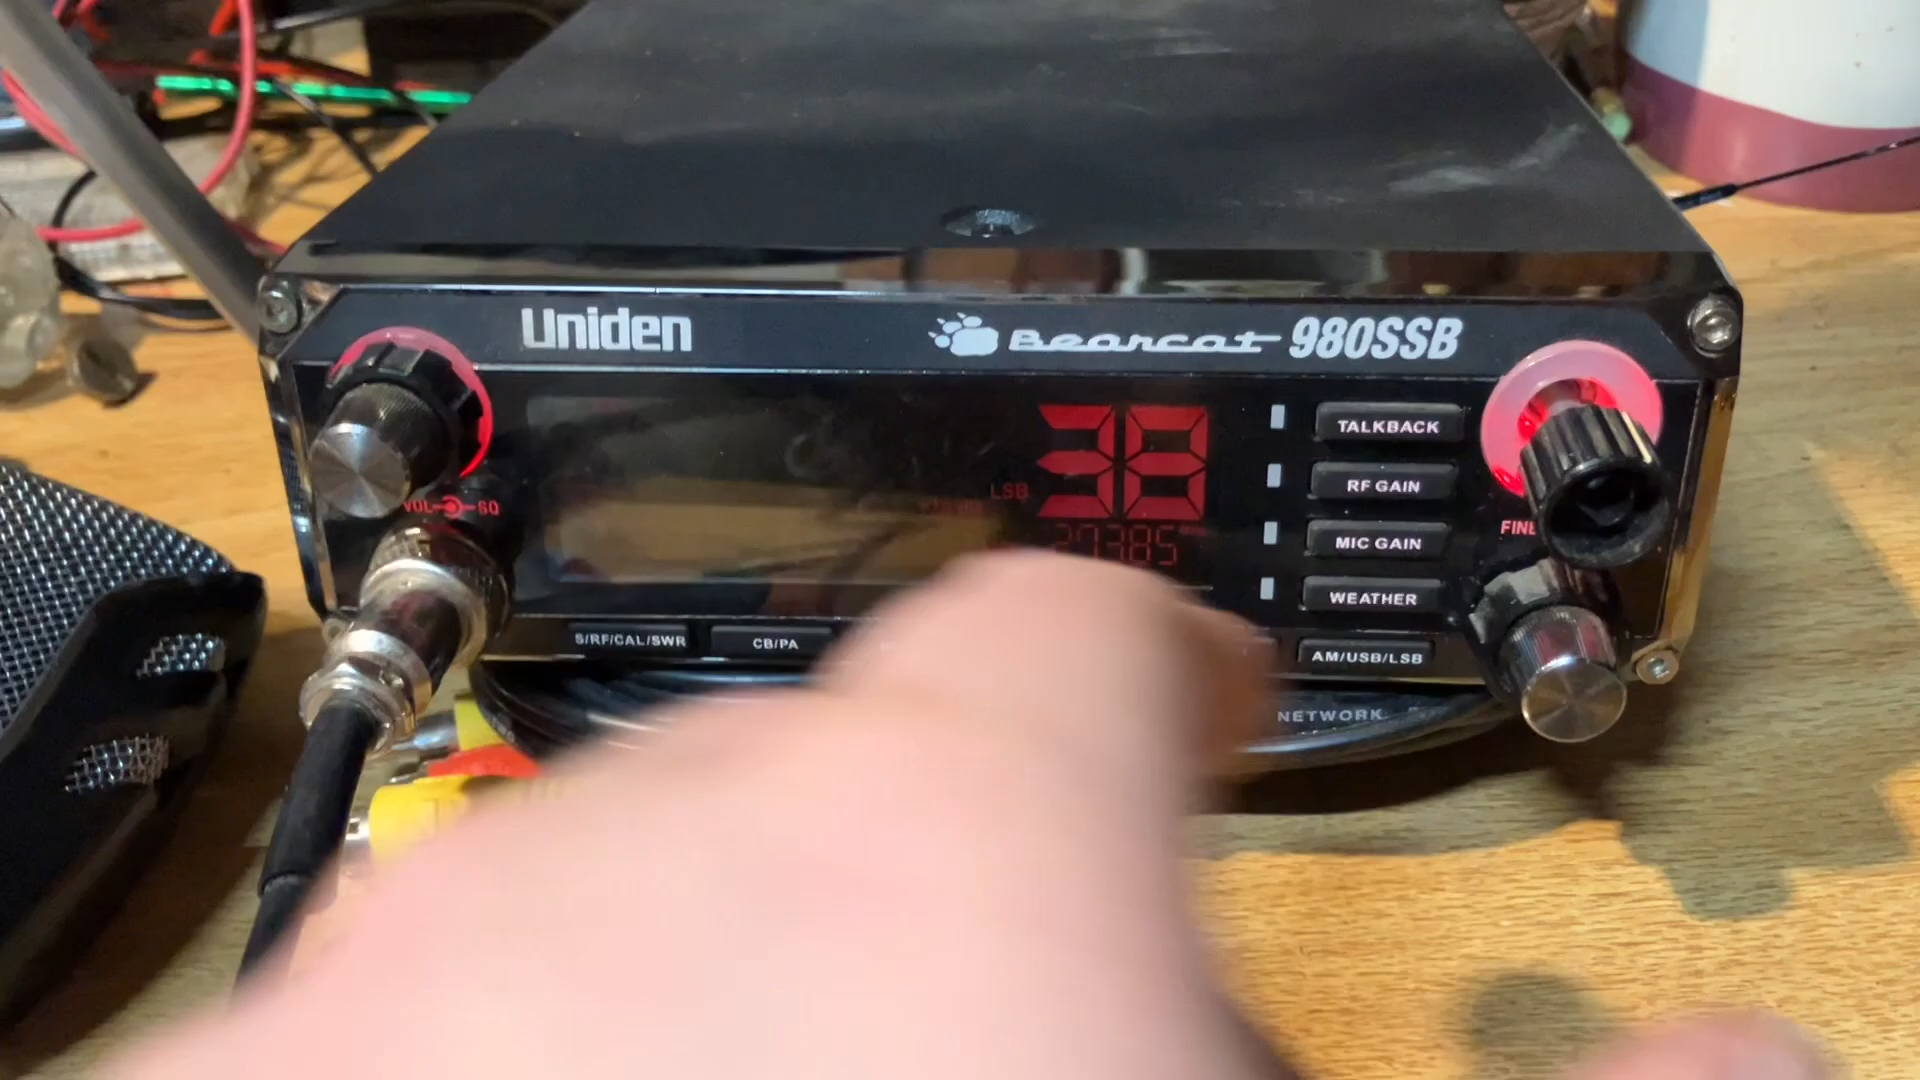 Uniden
Bearcat 980SSB
38
LSB
27385
VOL SQ
TALKBACK
RF GAIN
MIC GAIN
WEATHER
S/RF/CAL/SWR
CB/PA
AM/USB/LSB
NETWORK